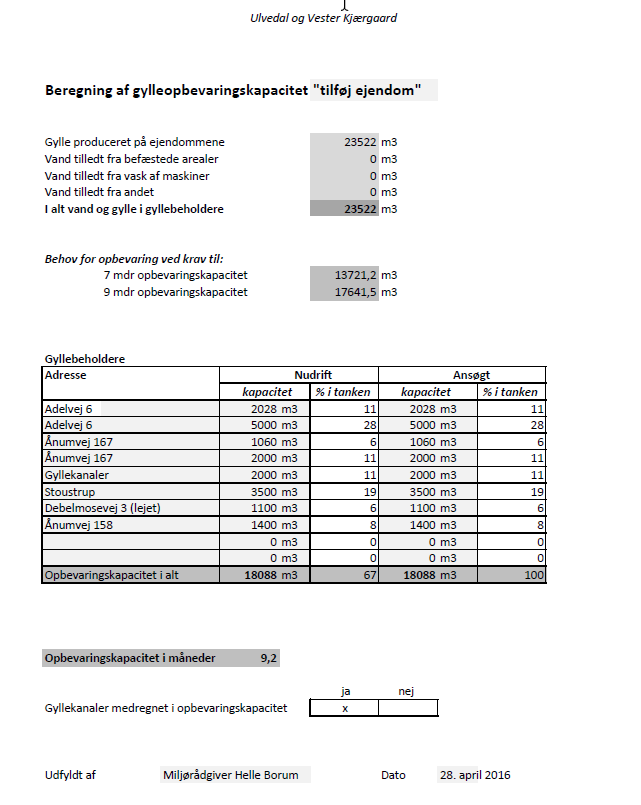 Ulvedal og Vester Kjærgaard
Beregning af gylleopbevaringskapacitet "tilføj ejendom"
Gylle produceret på ejendommene 23522 m3
Vand tilledt fra befæstede arealer 0 m3
Vand tilledt fra vask af maskiner 0 m3
Vand tilledt fra andet 0 m3
I alt vand og gylle i gyllebeholdere 23522 m3
Behov for opbevaring ved krav til:
7 mdr opbevaringskapacitet 13721,2 m3
9 mdr opbevaringskapacitet 17641,5 m3
Gyllebeholdere
Adresse Nudrift Ansøgt
kapacitet % i tanken kapacitet % i tanken
Adelvej 6 2028 m3 11 2028 m3 11
Adelvej 6 5000 m3 28 5000 m3 28
Ånumvej 167 1060 m3 6 1060 m3 6
Ånumvej 167 2000 m3 11 2000 m3 11
Gyllekanaler 2000 m3 11 2000 m3 11
Stoustrup 3500 m3 19 3500 m3 19
Debelmosevej 3 (lejet) 1100 m3 6 1100 m3 6
Ånumvej 158 1400 m3 8 1400 m3 8
0 m3 0 0 m3 0
0 m3 0 0 m3 0
Opbevaringskapacitet i alt 18088 m3 67 18088 m3 100
Opbevaringskapacitet i måneder 9,2
ja nej
Gyllekanaler medregnet i opbevaringskapacitet x
Udfyldt af Miljørådgiver Helle Borum Dato 28. april 2016